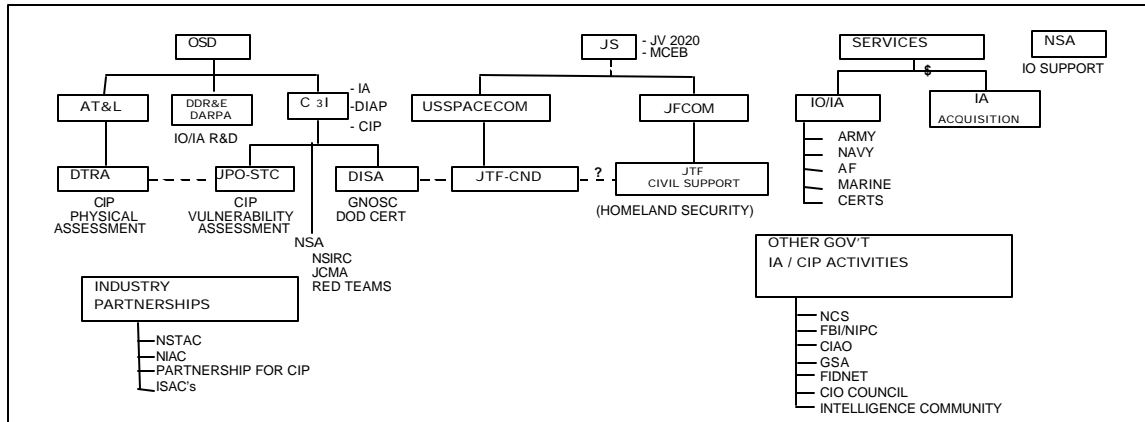 OSD
JS
- JV 2020
- MCEB
SERVICES
NSA
IO SUPPORT
$
AT&L
DDR&E
DARPA
IO/IA R&D
C 3I
- IA
-DIAP
- CIP
USSPACECOM
JFCOM
IO/IA
IA
ACQUISITION
ARMY
NAVY
AF
MARINE
CERTS
DTRA
JPO-STC
DISA
JTF-CND
?
JTF
CIVIL SUPPORT
CIP
PHYSICAL
ASSESSMENT
CIP
VULNERABILITY
ASSESSMENT
GNOSC
DOD CERT
(HOMELAND SECURITY)
NSA
NSIRC
JCMA
RED TEAMS
OTHER GOV'T
IA / CIP ACTIVITIES
INDUSTRY
PARTNERSHIPS
NSTAC
NIAC
PARTNERSHIP FOR CIP
ISAC's
NCS
FBI/NIPC
CIAO
GSA
FIDNET
CIO COUNCIL
INTELLIGENCE COMMUNITY